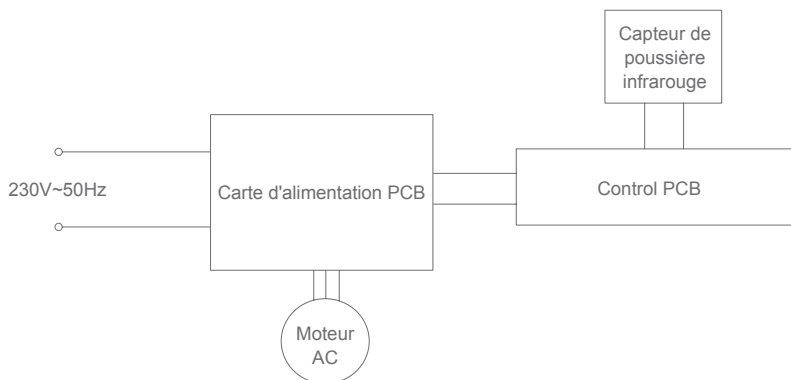 Capteur de
poussière
infrarouge
230V~50Hz
Carte d'alimentation PCB
Control PCB
Moteur
AC